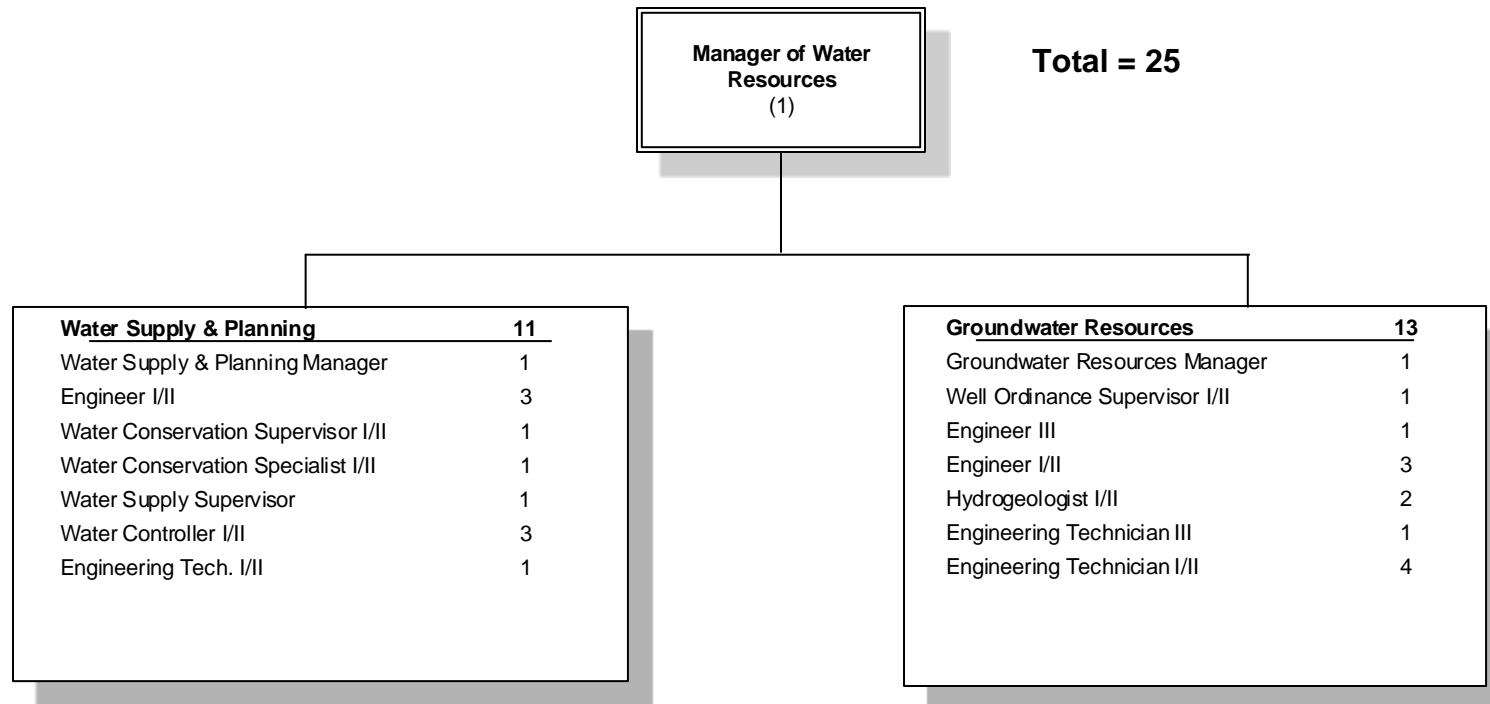 Manager of Water
Resources
(1)
Total = 25
Water Supply & Planning 11
Water Supply & Planning Manager 1
Engineer I/II 3
Water Conservation Supervisor I/II 1
Water Conservation Specialist I/II 1
Water Supply Supervisor 1
Water Controller I/II 3
Engineering Tech. I/II 1
Groundwater Resources 13
Groundwater Resources Manager 1
Well Ordinance Supervisor I/II 1
Engineer III 1
Engineer I/II 3
Hydrogeologist I/II 2
Engineering Technician III 1
Engineering Technician I/II 4